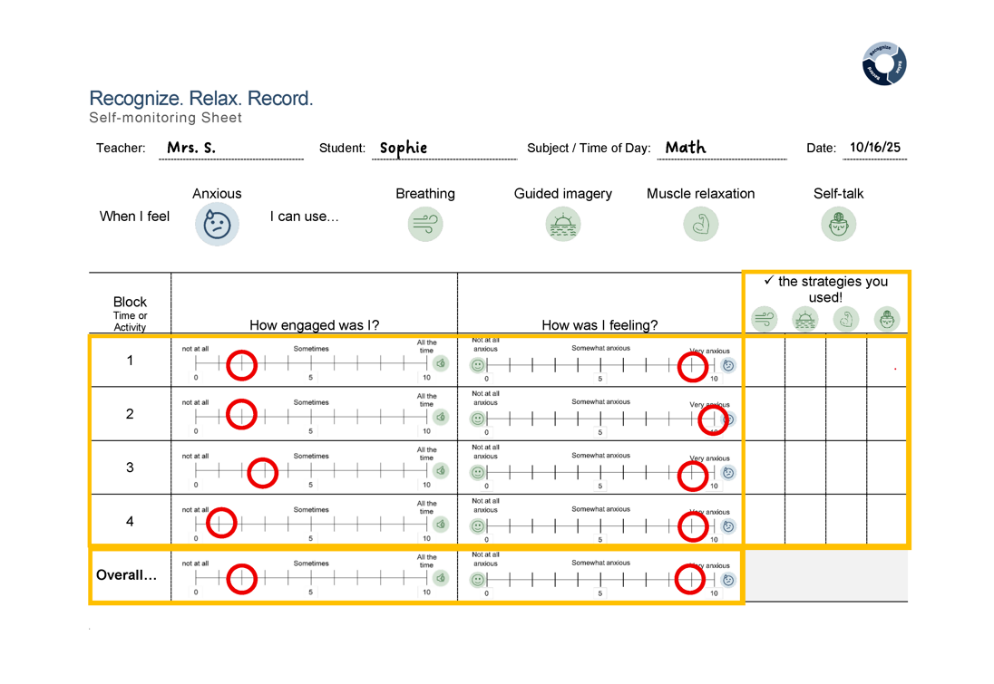 Recognize
Relax
Record
Recognize. Relax. Record.
Self-monitoring Sheet
Teacher: Mrs. S. Student: Sophie Subject / Time of Day: Math Date: 10/16/25
Anxious Breathing Guided imagery Muscle relaxation Self-talk
When I feel I can use...
✓ the strategies you
used!
Block
Time or
Activity
How engaged was I? How was I feeling?
1 not at all Sometimes All the time 0 5 10 Not at all anxious Somewhat anxious Very anxious 0 5 10
2 not at all Sometimes All the time 0 5 10 Not at all anxious Somewhat anxious Very anxious 0 5 10
3 not at all Sometimes All the time 0 5 10 Not at all anxious Somewhat anxious Very anxious 0 5 10
4 not at all Sometimes All the time 0 5 10 Not at all anxious Somewhat anxious Very anxious 0 5 10
Overall... not at all Sometimes All the time 0 5 10 Not at all anxious Somewhat anxious Very anxious 0 5 10